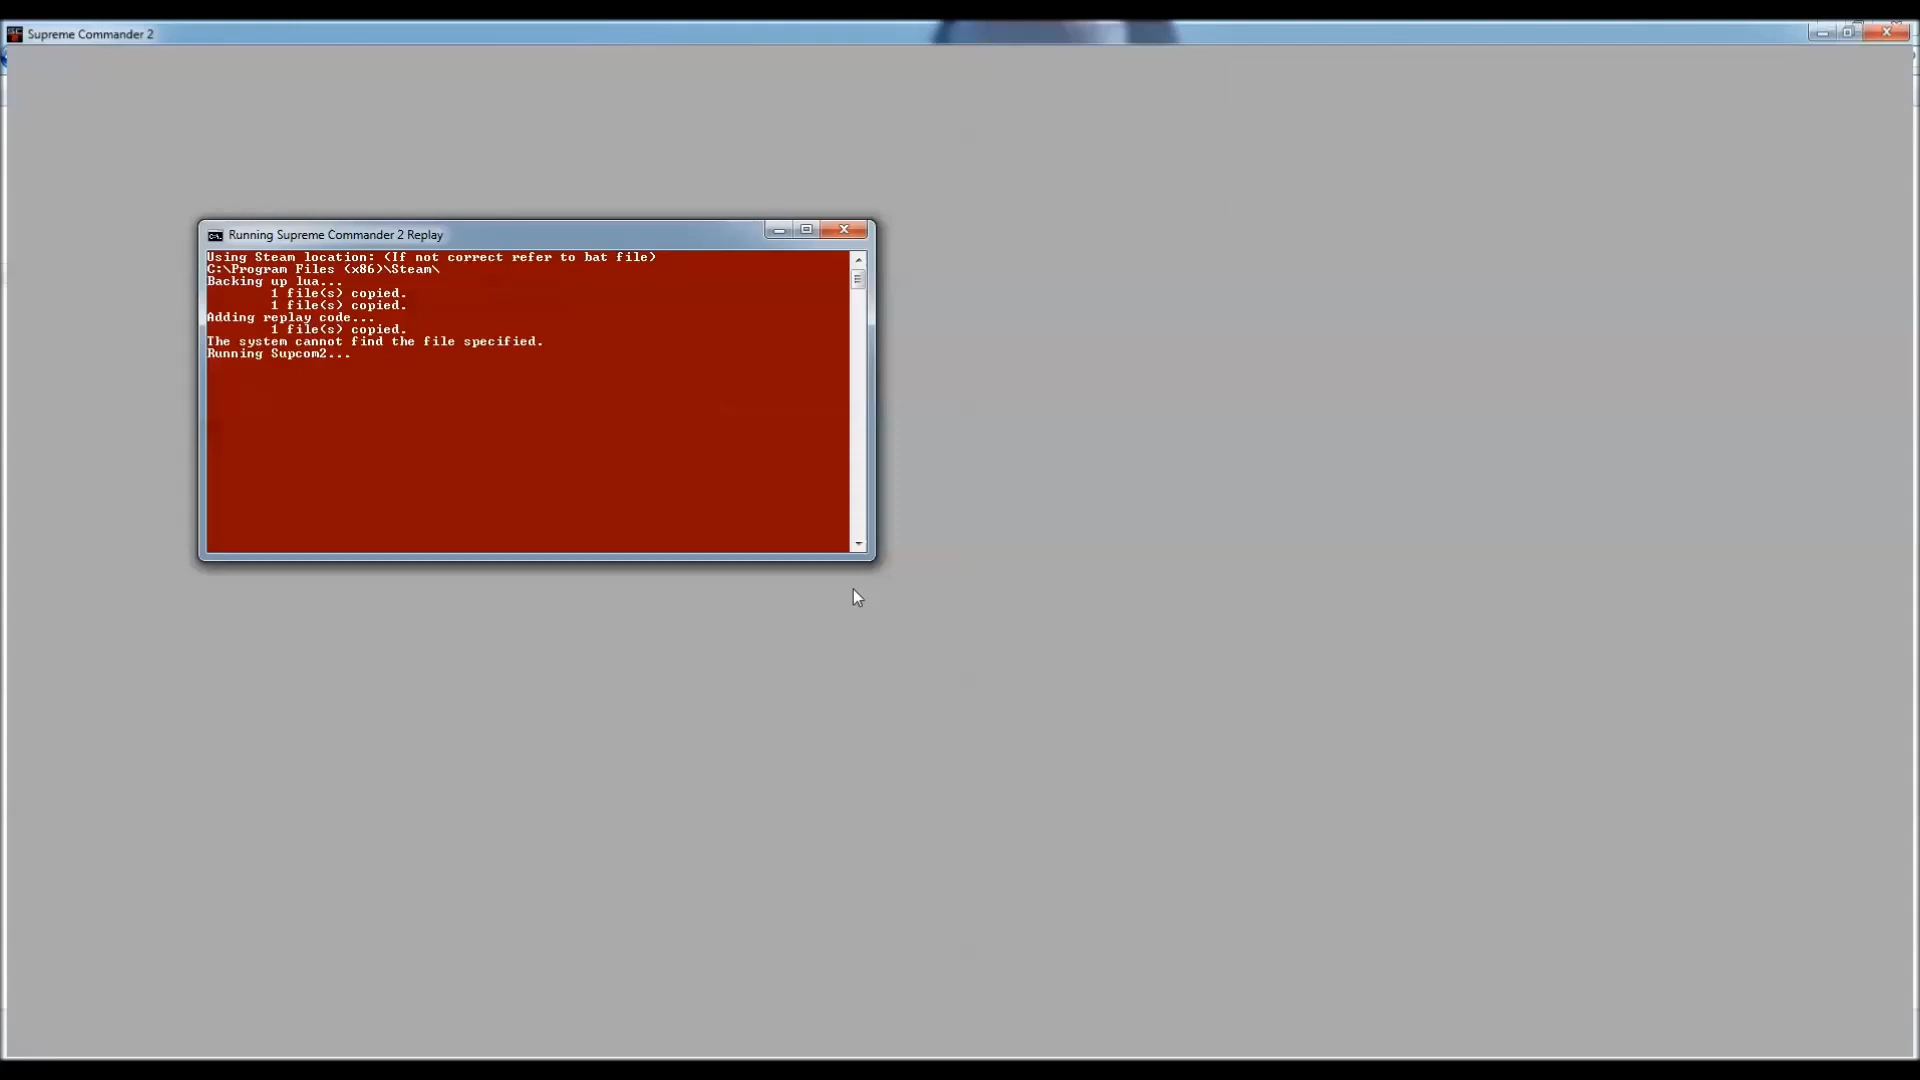 Supreme Commander 2
Running Supreme Commander 2 Replay
Using Steam location: (If not correct refer to bat file)
C:\Program Files (x86)\Steam\
Backing up lua...
1 file(s) copied.
1 file(s) copied.
Adding replay code...
1 file(s) copied.
The system cannot find the file specified.
Running Supcom2...